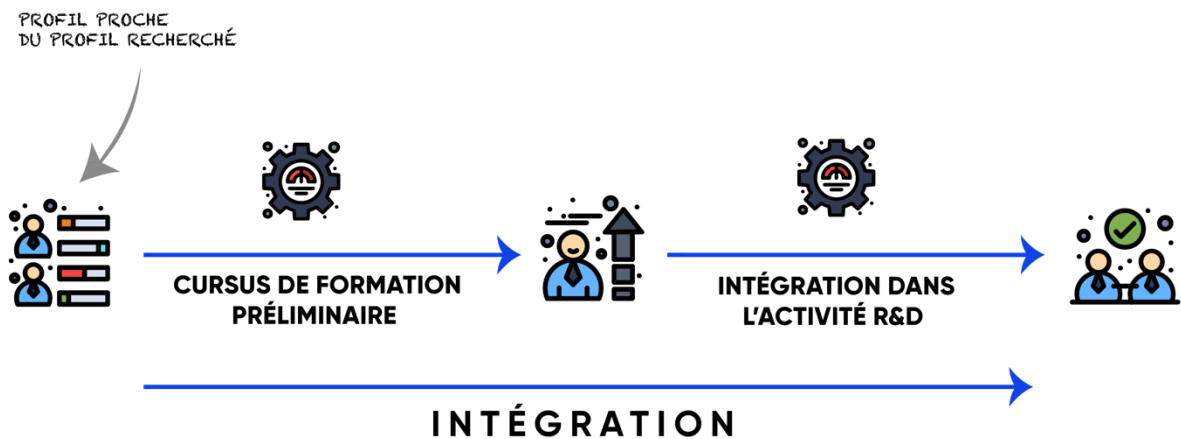 PROFIL PROCHE
DU PROFIL RECHERCHÉ
CURSUS DE FORMATION
PRÉLIMINAIRE
INTÉGRATION DANS
L'ACTIVITÉ R&D
INTÉGRATION